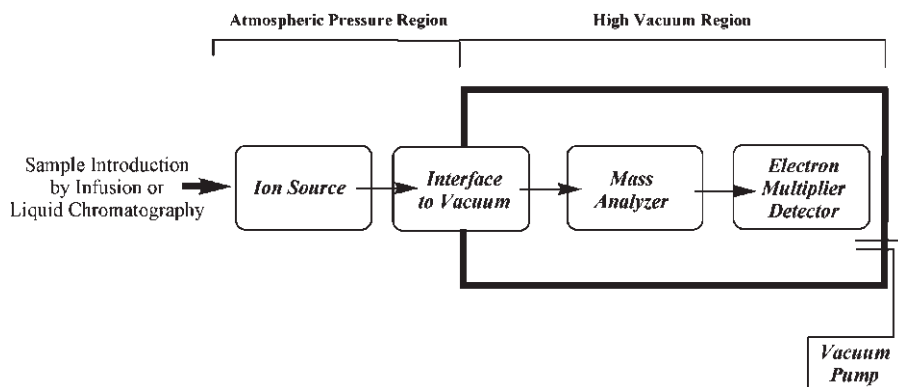 Atmospheric Pressure Region
High Vacuum Region
Sample Introduction
by Infusion or
Liquid Chromatography
Ion Source
Interface
to Vacuum
Mass
Analyzer
Electron
Multiplier
Detector
Vacuum
Pump